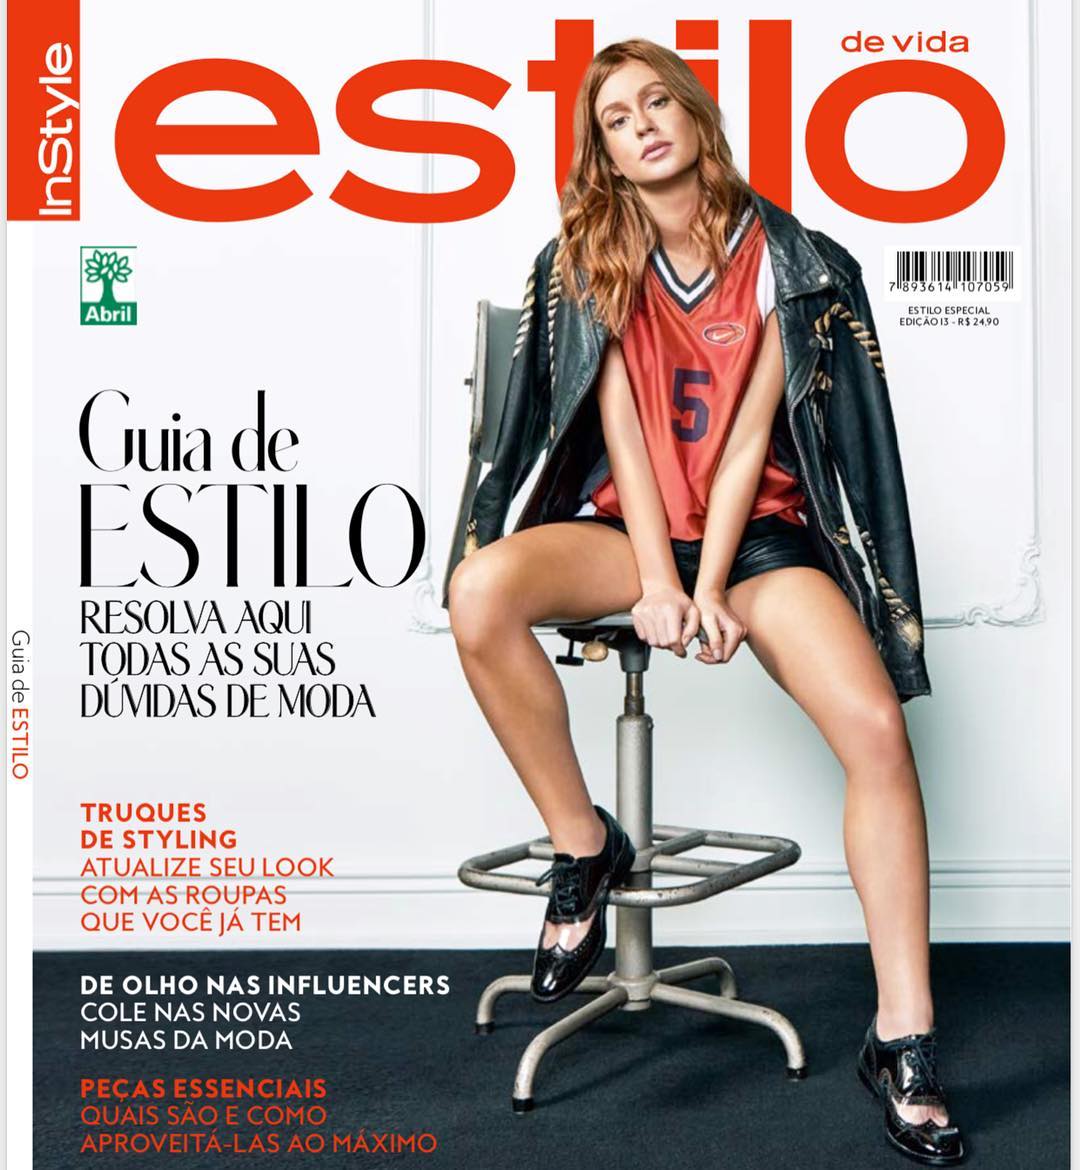 InStyle
estilo
de vida
Abril
7 893614 107059
ESTILO ESPECIAL
EDIÇÃO 13 - R$ 24,90
5
Guia de
ESTILO
RESOLVA AQUI
TODAS AS SUAS
DÚVIDAS DE MODA
Guia de ESTILO
TRUQUES
DE STYLING
ATUALIZE SEU LOOK
COM AS ROUPAS
QUE VOCÊ JÁ TEM
DE OLHO NAS INFLUENCERS
COLE NAS NOVAS
MUSAS DA MODA
PEÇAS ESSENCIAIS
QUAIS SÃO E COMO
APROVEITÁ-LAS AO MÁXIMO